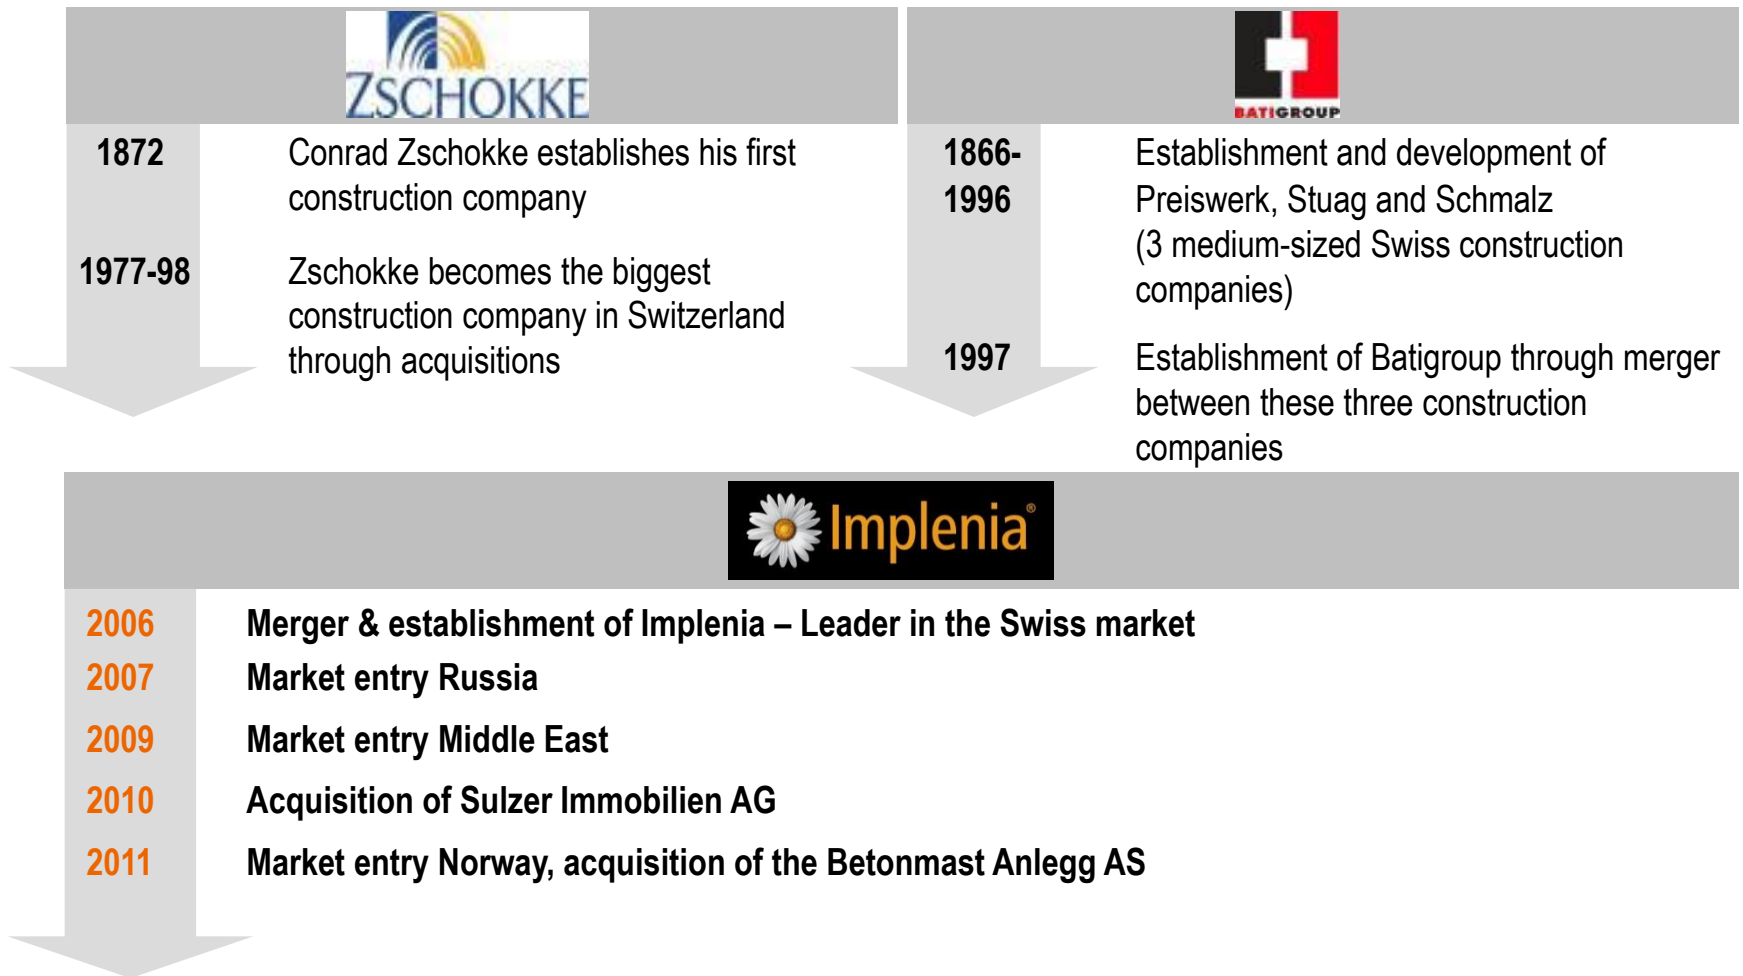 ZSCHOKKE
1872
Conrad Zschokke establishes his first
construction company
1977-98
Zschokke becomes the biggest
construction company in Switzerland
through acquisitions
BATIGROUP
1866-
1996
Establishment and development of
Preiswerk, Stuag and Schmalz
(3 medium-sized Swiss construction
companies)
1997
Establishment of Batigroup through merger
between these three construction
companies
Implenia®
2006 Merger & establishment of Implenia – Leader in the Swiss market
2007 Market entry Russia
2009 Market entry Middle East
2010 Acquisition of Sulzer Immobilien AG
2011 Market entry Norway, acquisition of the Betonmast Anlegg AS